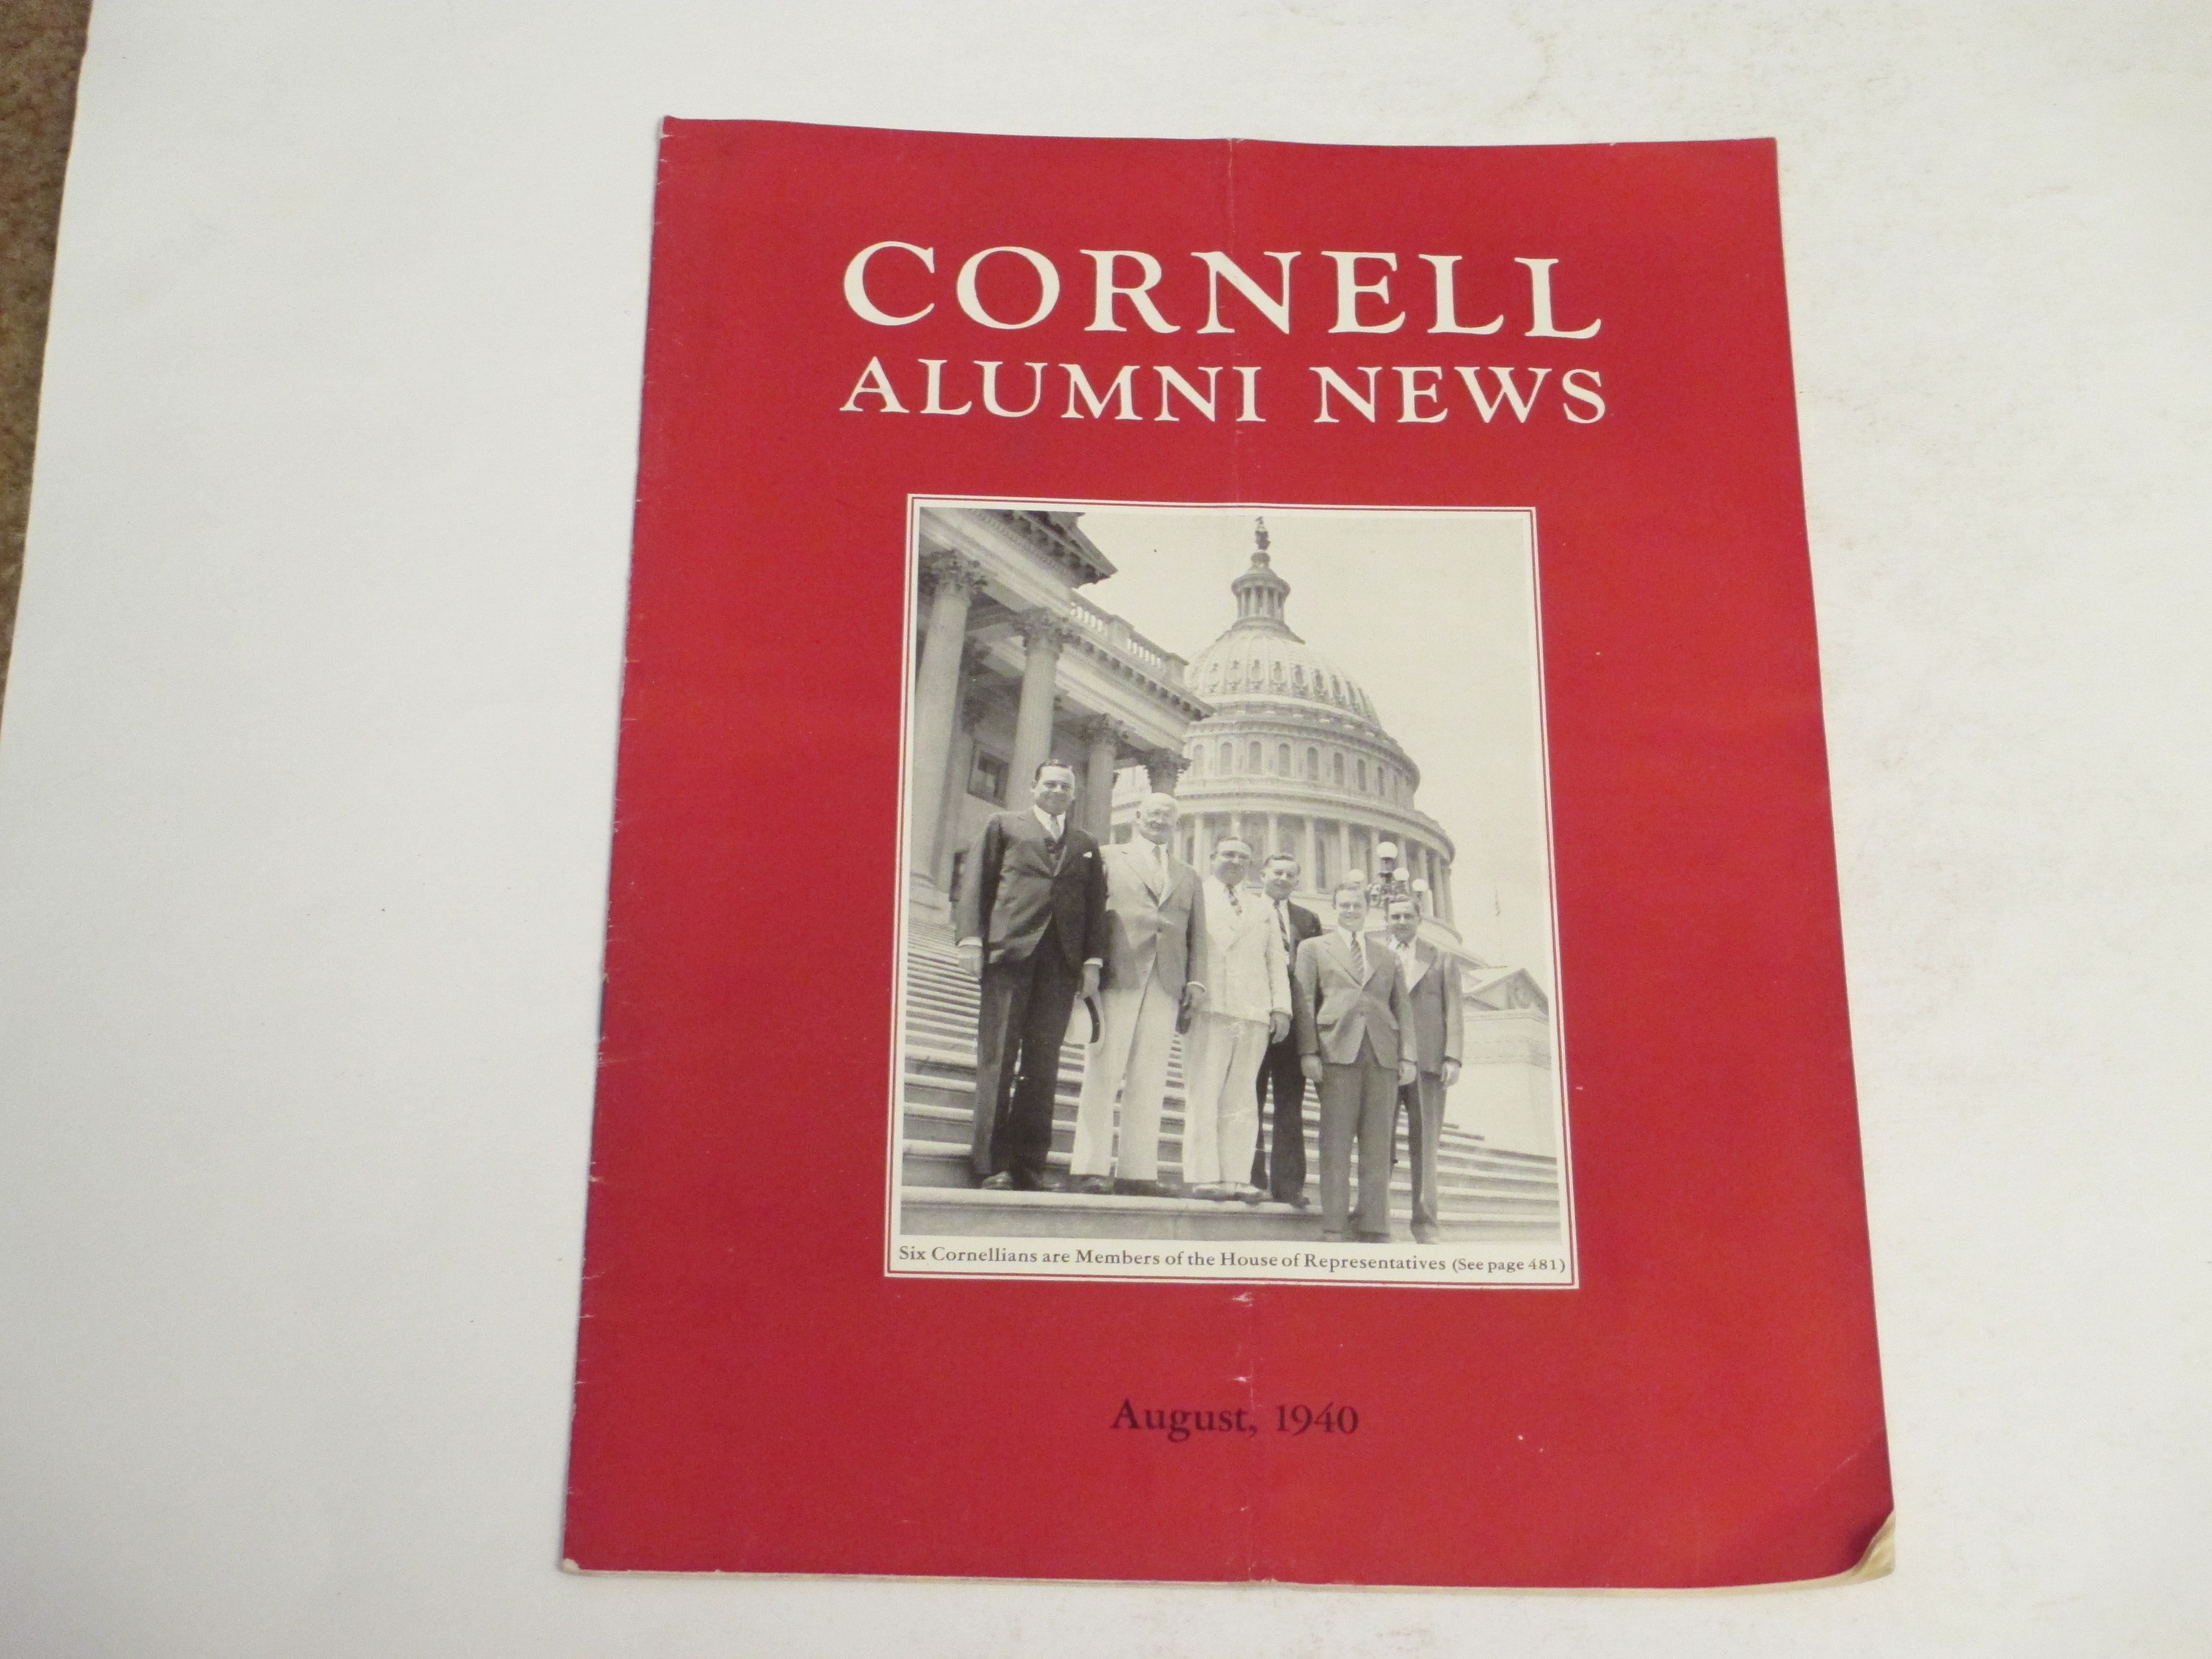 CORNELL
ALUMNI NEWS
Six Cornellians are Members of the House of Representatives (See page 481)
August, 1940